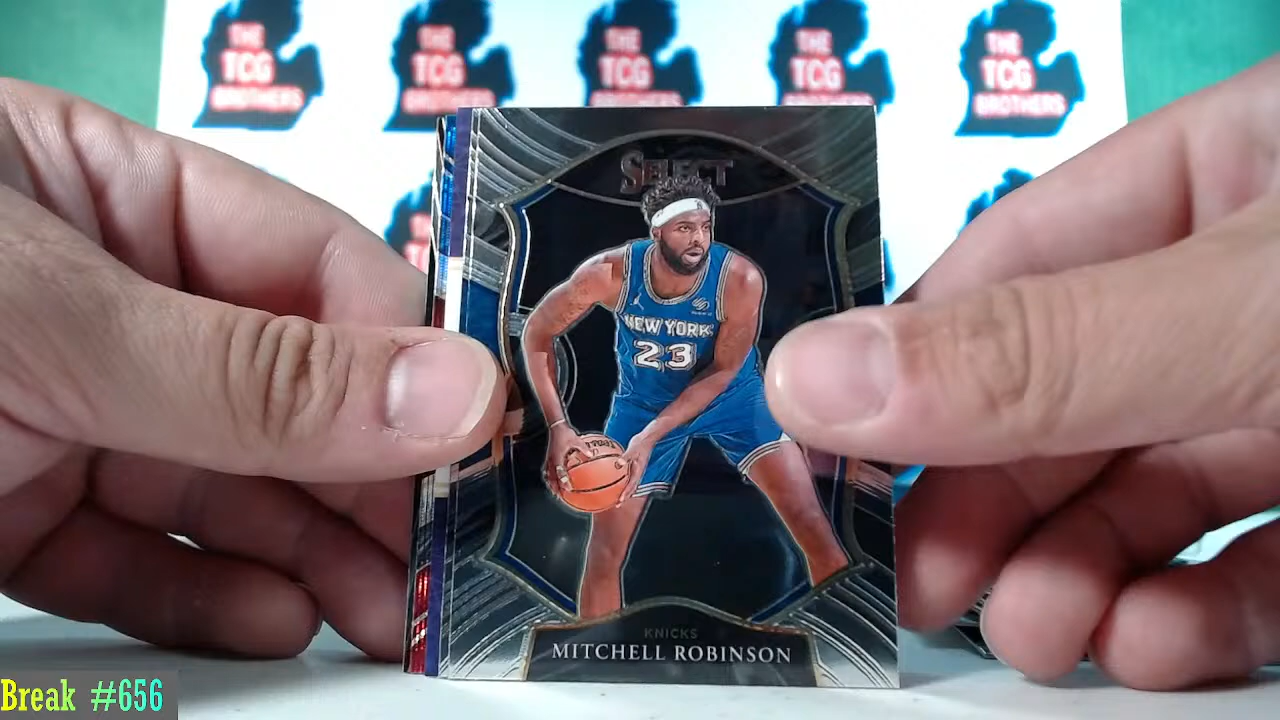 THE
TCG
BROTHERS
THE
TCG
BROTHERS
THE
TCG
BROTHERS
THE
TCG
BROTHERS
THE
TCG
BROTHERS
SELECT
NEW YORK
23
KNICKS
MITCHELL ROBINSON
Break #656